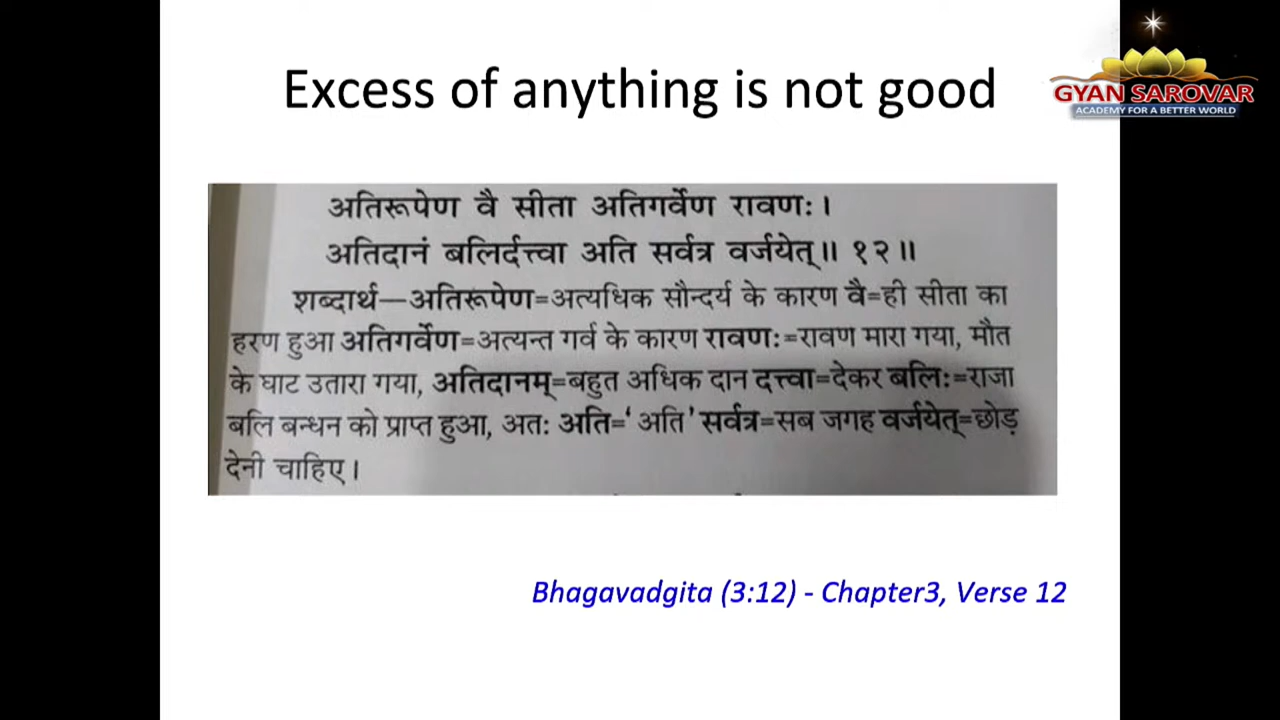 Excess of anything is not good
GYAN SAROVAR
ACADEMY FOR A BETTER WORLD
अतिरूपेण वै सीता अतिगर्वेण रावणः।
अतिदानं बलिर्दत्त्वा अति सर्वत्र वर्जयेत्॥ १२॥
शब्दार्थ—अतिरूपेण=अत्यधिक सौन्दर्य के कारण वै=ही सीता का
हरण हुआ अतिगर्वेण=अत्यन्त गर्व के कारण रावणः=रावण मारा गया, मौत
के घाट उतारा गया, अतिदानम्=बहुत अधिक दान दत्त्वा=देकर बलिः=राजा
बलि बन्धन को प्राप्त हुआ, अतः अति=‘अति’ सर्वत्र=सब जगह वर्जयेत्=छोड़
देनी चाहिए।
Bhagavadgita (3:12) - Chapter3, Verse 12